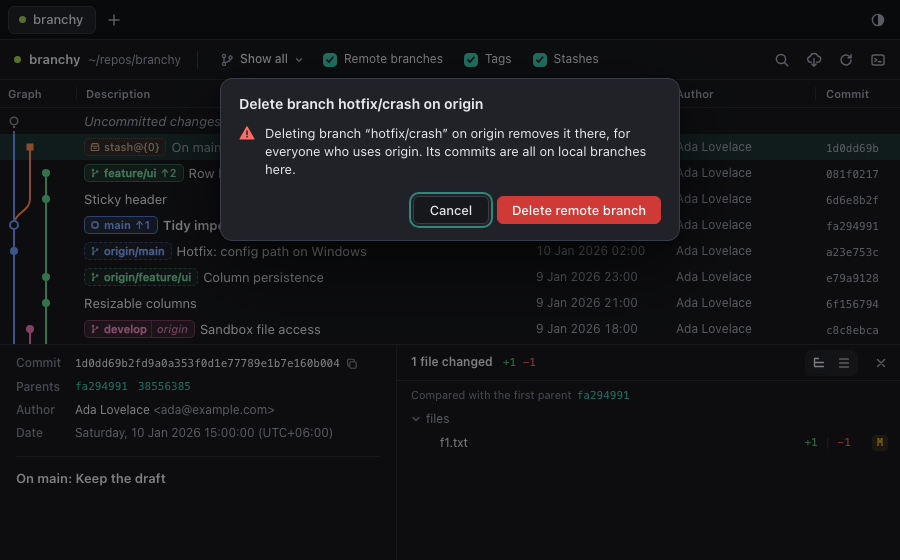 branchy
branchy ~/repos/branchy Show all Remote branches Tags Stashes
Graph Description Author Commit
Delete branch hotfix/crash on origin
Deleting branch “hotfix/crash” on origin removes it there, for
everyone who uses origin. Its commits are all on local branches
here.
Cancel Delete remote branch
Uncommitted changes
stash@{0} On main Ada Lovelace 1d0dd69b
feature/ui ↑2 Row Ada Lovelace 081f0217
Sticky header Ada Lovelace 6d6e8b2f
main ↑1 Tidy Ada Lovelace fa294991
origin/main Hotfix: config path on Windows 10 Jan 2026 02:00 Ada Lovelace a23e753c
origin/feature/ui Column persistence 9 Jan 2026 23:00 Ada Lovelace e79a9128
Resizable columns 9 Jan 2026 21:00 Ada Lovelace 6f156794
develop origin Sandbox file access 9 Jan 2026 18:00 Ada Lovelace c8c8ebca
Commit 1d0dd69b2fd9a0a353f0d1e77789e1b7e160b004
Parents fa294991 38556385
Author Ada Lovelace <ada@example.com>
Date Saturday, 10 Jan 2026 15:00:00 (UTC+06:00)
On main: Keep the draft
1 file changed +1 −1
Compared with the first parent fa294991
files
f1.txt +1 −1 M